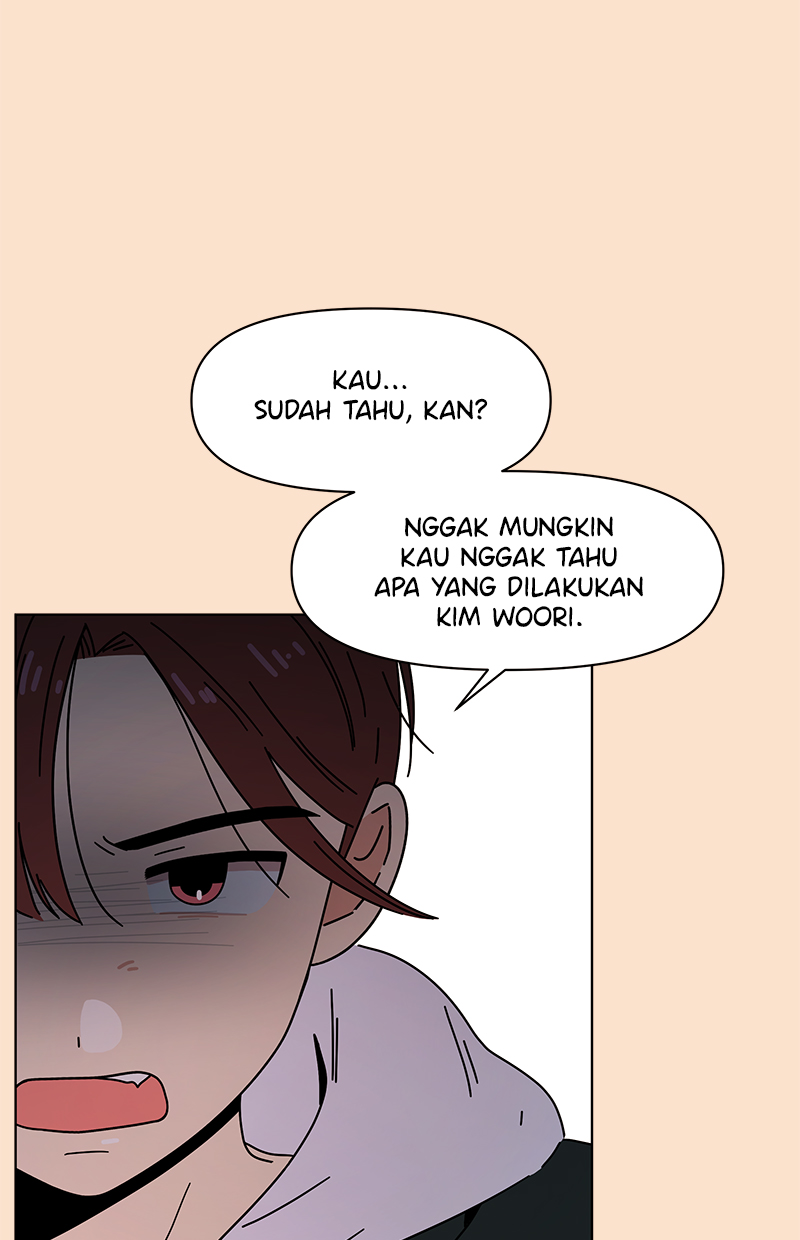 KAU...
SUDAH TAHU, KAN?
NGGAK MUNGKIN
KAU NGGAK TAHU
APA YANG DILAKUKAN
KIM WOORI.